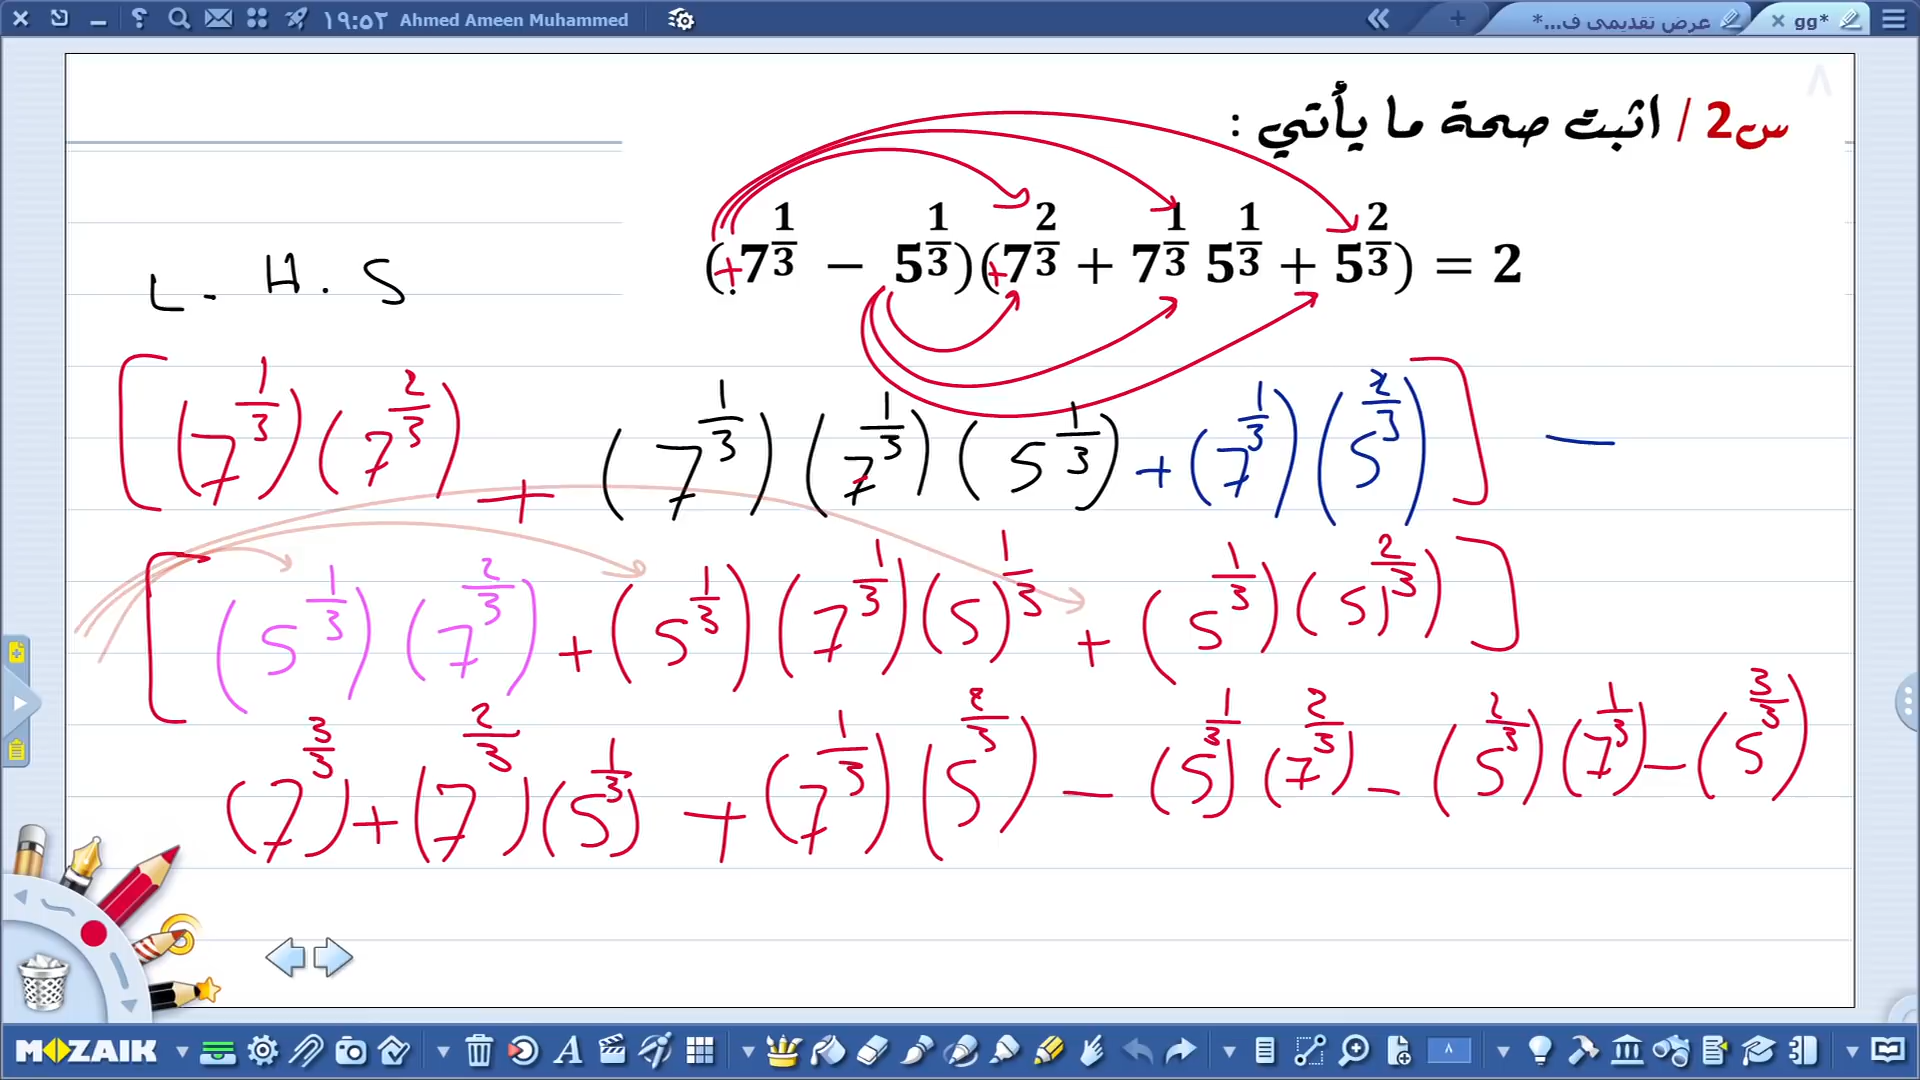 ١٩:٥٢ Ahmed Ameen Muhammed
عرض تقديمى ف...*
gg*
س2 / اثبت صحة ما يأتي :
(7^{1/3} − 5^{1/3})(7^{2/3} + 7^{1/3} 5^{1/3} + 5^{2/3}) = 2
+ +
L. H. S
[(7^{1/3})(7^{2/3}) + (7^{1/3})(7^{1/3})(5^{1/3}) + (7^{1/3})(5^{2/3})] −
[(5^{1/3})(7^{2/3}) + (5^{1/3})(7^{1/3})(5)^{1/3} + (5^{1/3})(5)^{2/3})]
(7^{3/3}) + (7^{2/3})(5^{1/3}) + (7^{1/3})(5^{2/3}) − (5^{1/3})(7^{2/3}) − (5^{2/3})(7^{1/3}) − (5^{3/3})
MOZAIK